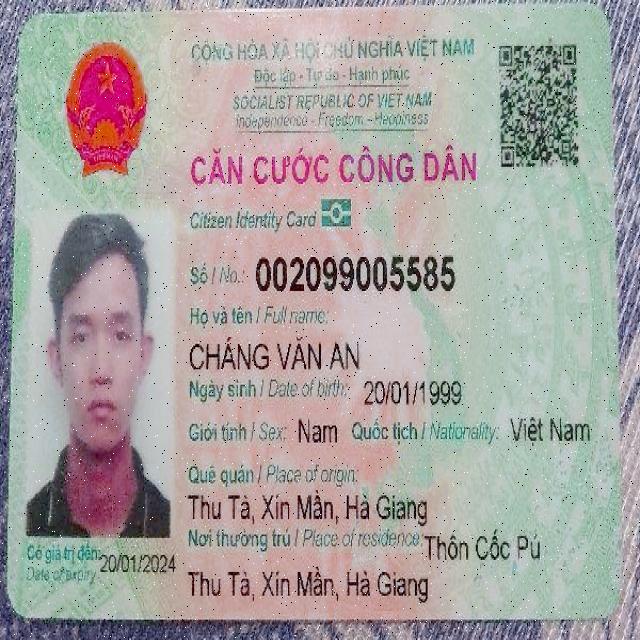 CỘNG HÒA XÃ HỘI CHỦ NGHĨA VIỆT NAM
Độc lập - Tự do - Hạnh phúc
SOCIALIST REPUBLIC OF VIET NAM
Independence - Freedom - Happiness
CĂN CƯỚC CÔNG DÂN
Citizen Identity Card
Số / No.: 002099005585
Họ và tên / Full name:
CHÁNG VĂN AN
Ngày sinh / Date of birth: 20/01/1999
Giới tính / Sex: Nam Quốc tịch / Nationality: Việt Nam
Quê quán / Place of origin:
Thu Tà, Xín Mần, Hà Giang
Nơi thường trú / Place of residence: Thôn Cốc Pú
Thu Tà, Xín Mần, Hà Giang
Có giá trị đến: 20/01/2024
Date of expiry